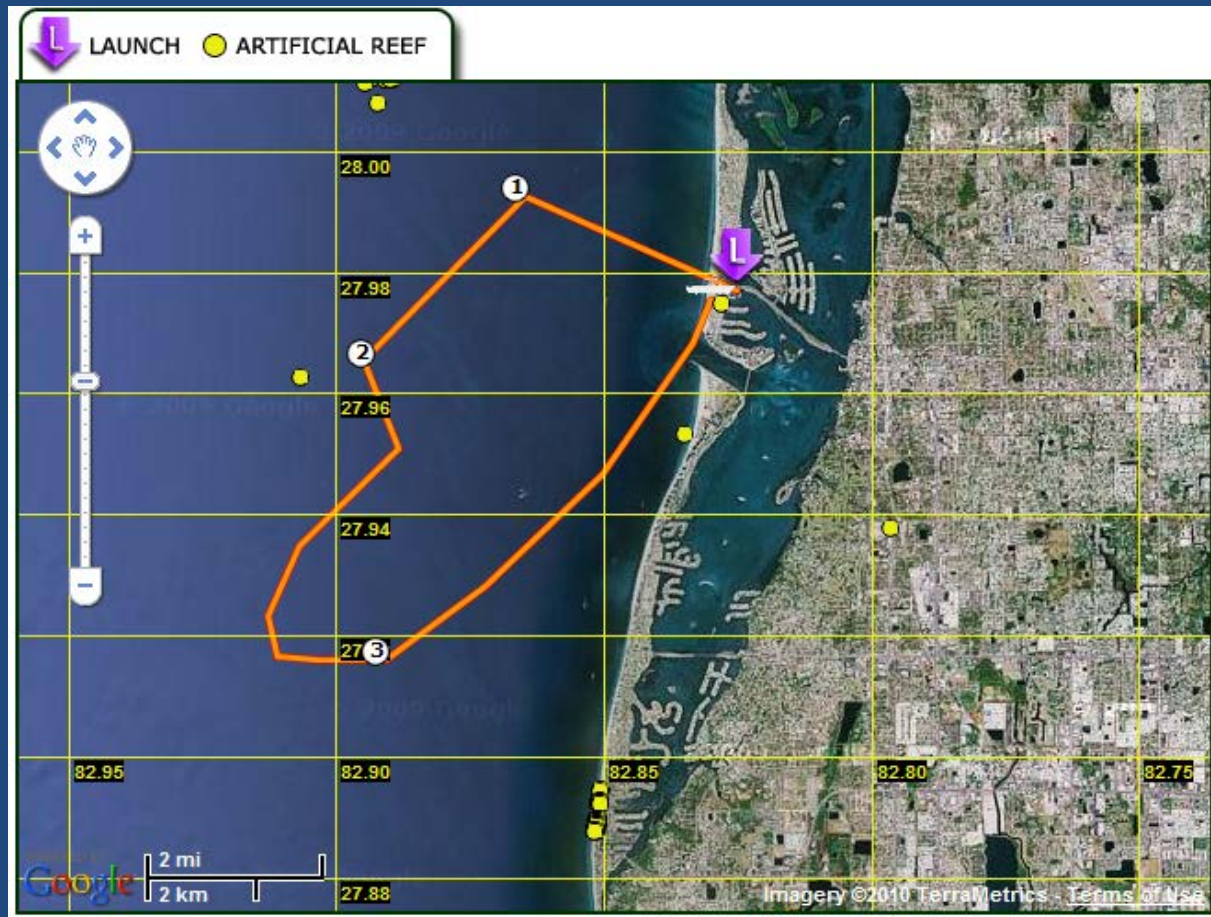 L LAUNCH ARTIFICIAL REEF
28.00
1
L
27.98
2
27.96
27.94
3
82.95 82.90 82.85 82.80 82.75
2 mi
Google
2 km
27.88
Imagery ©2010 TerraMetrics - Terms of Use